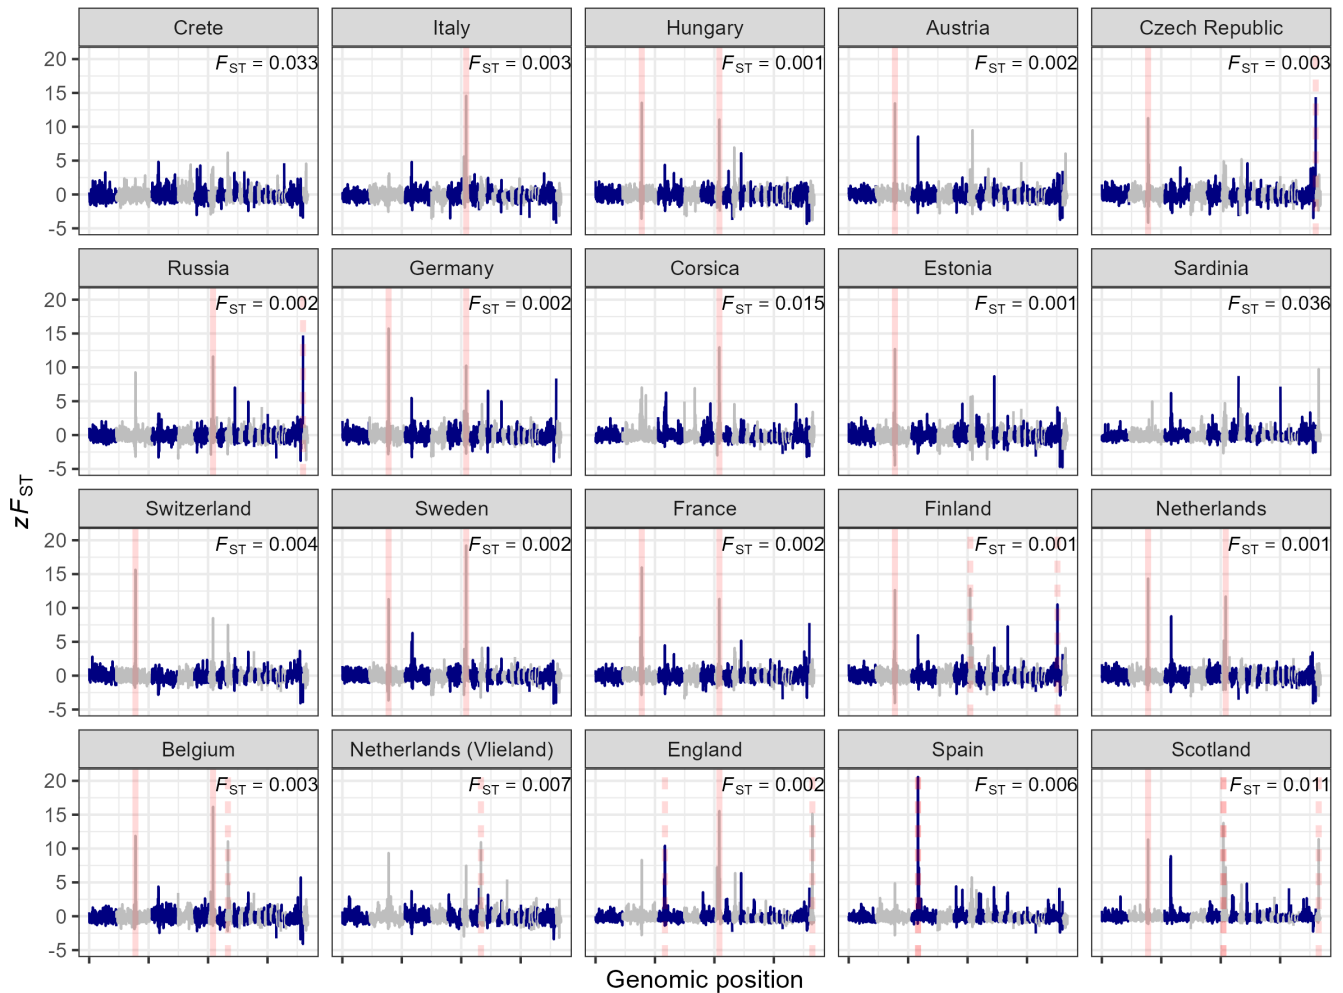 Crete Italy Hungary Austria Czech Republic
20 FST = 0.033 FST = 0.003 FST = 0.001 FST = 0.002 FST = 0.003
15
10
5
0
-5
Russia Germany Corsica Estonia Sardinia
20 FST = 0.002 FST = 0.002 FST = 0.015 FST = 0.001 FST = 0.036
15
10
5
0
-5
zFST
Switzerland Sweden France Finland Netherlands
20 FST = 0.004 FST = 0.002 FST = 0.002 FST = 0.001 FST = 0.001
15
10
5
0
-5
Belgium Netherlands (Vlieland) England Spain Scotland
20 FST = 0.003 FST = 0.007 FST = 0.002 FST = 0.006 FST = 0.011
15
10
5
0
-5
Genomic position